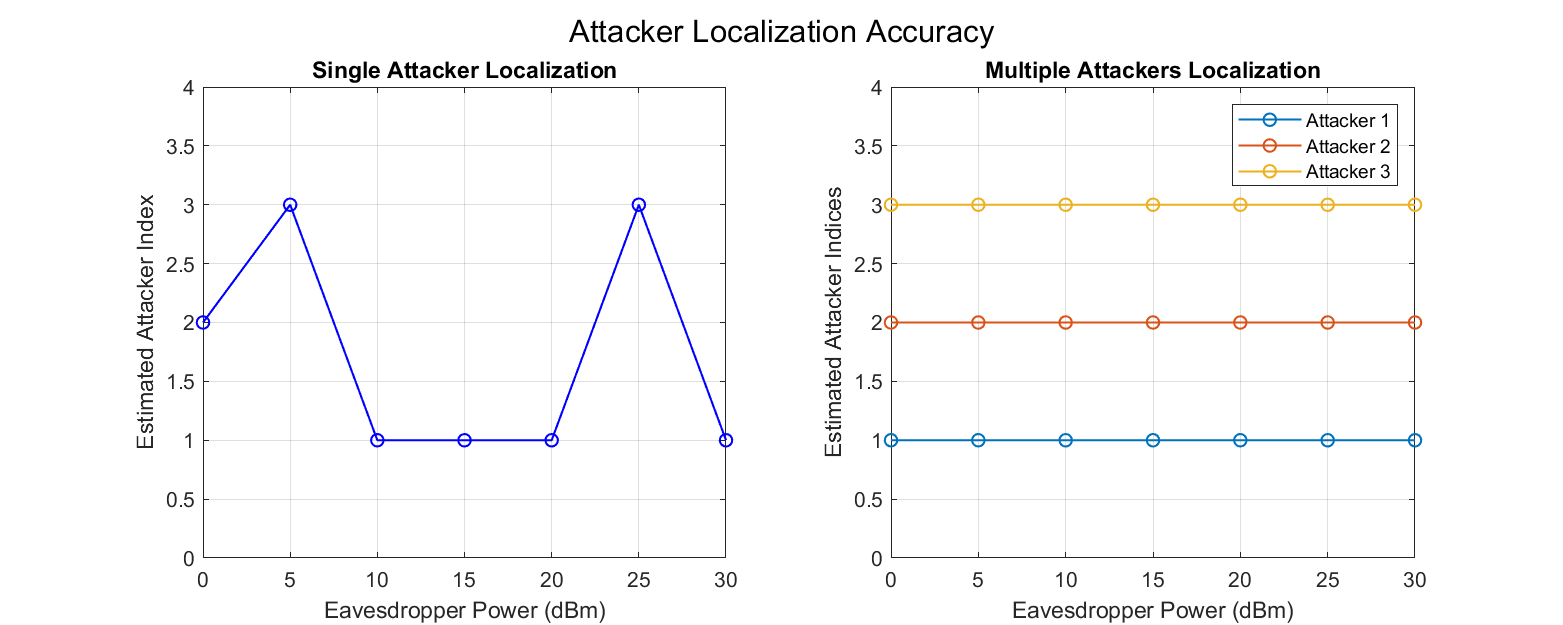 Attacker Localization Accuracy
Single Attacker Localization
4
3.5
3
2.5
2
1.5
1
0.5
0
Estimated Attacker Index
0 5 10 15 20 25 30
Eavesdropper Power (dBm)
Multiple Attackers Localization
4
3.5
3
2.5
2
1.5
1
0.5
0
Estimated Attacker Indices
Attacker 1
Attacker 2
Attacker 3
0 5 10 15 20 25 30
Eavesdropper Power (dBm)